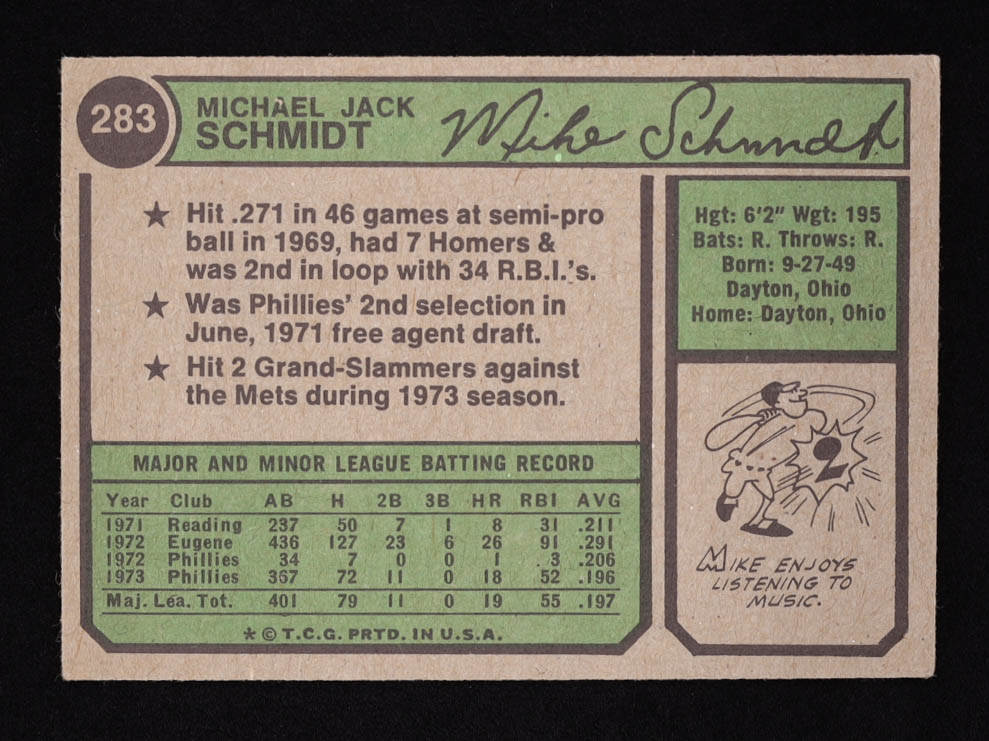 283
MICHAEL JACK
SCHMIDT
Mike Schmidt
★ Hit .271 in 46 games at semi-pro
ball in 1969, had 7 Homers &
was 2nd in loop with 34 R.B.I.'s.
★ Was Phillies' 2nd selection in
June, 1971 free agent draft.
★ Hit 2 Grand-Slammers against
the Mets during 1973 season.
MAJOR AND MINOR LEAGUE BATTING RECORD
Year Club AB H 2B 3B HR RBI AVG
1971 Reading 237 50 7 1 8 31 .211
1972 Eugene 436 127 23 6 26 91 .291
1972 Phillies 34 7 0 0 1 3 .206
1973 Phillies 367 72 11 0 18 52 .196
Maj. Lea. Tot. 401 79 11 0 19 55 .197
* © T.C.G. PRTD. IN U.S.A.
Hgt: 6'2" Wgt: 195
Bats: R. Throws: R.
Born: 9-27-49
Dayton, Ohio
Home: Dayton, Ohio
2
MIKE ENJOYS
LISTENING TO
MUSIC.